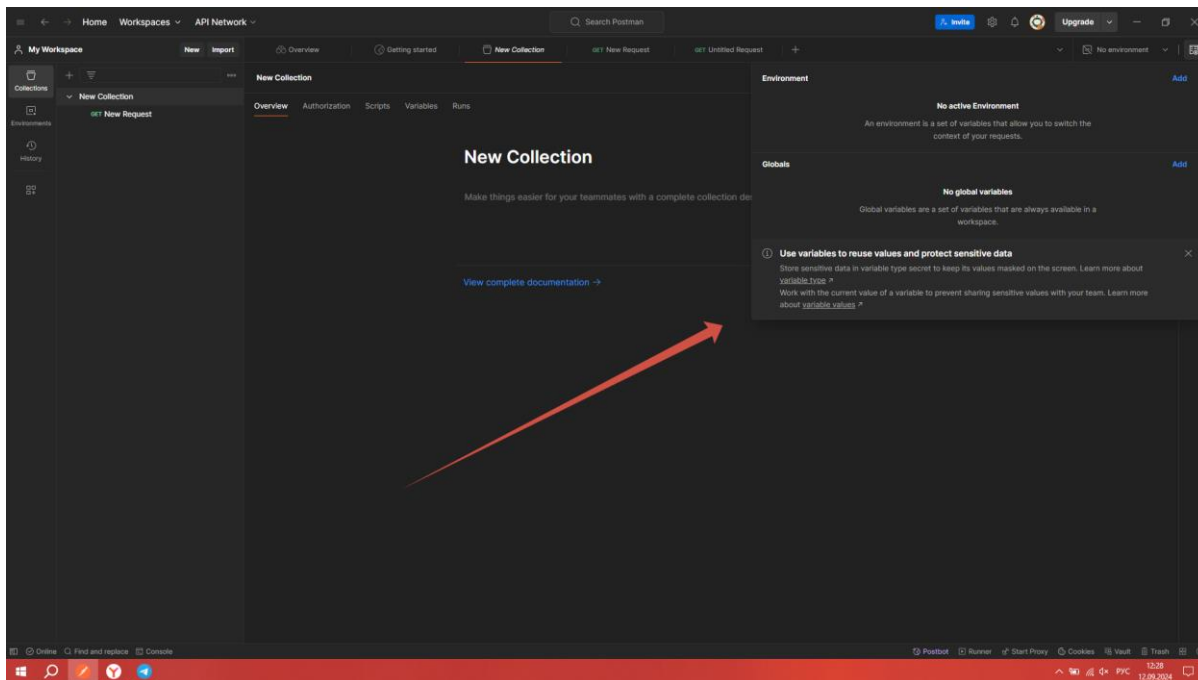 Home Workspaces API Network
Search Postman
Invite
Upgrade
My Workspace
New Import
Overview
Getting started
New Collection
GET New Request
GET Untitled Request
No environment
Collections
Environments
History
New Collection
GET New Request
New Collection
Overview Authorization Scripts Variables Runs
New Collection
Make things easier for your teammates with a complete collection de
View complete documentation →
Environment
Add
No active Environment
An environment is a set of variables that allow you to switch the
context of your requests.
Globals
Add
No global variables
Global variables are a set of variables that are always available in a
workspace.
Use variables to reuse values and protect sensitive data
Store sensitive data in variable type secret to keep its values masked on the screen. Learn more about
variable type ↗
Work with the current value of a variable to prevent sharing sensitive values with your team. Learn more
about variable values ↗
Online Find and replace Console
Postbot Runner Start Proxy Cookies Vault Trash
РУС
12:28
12.09.2024